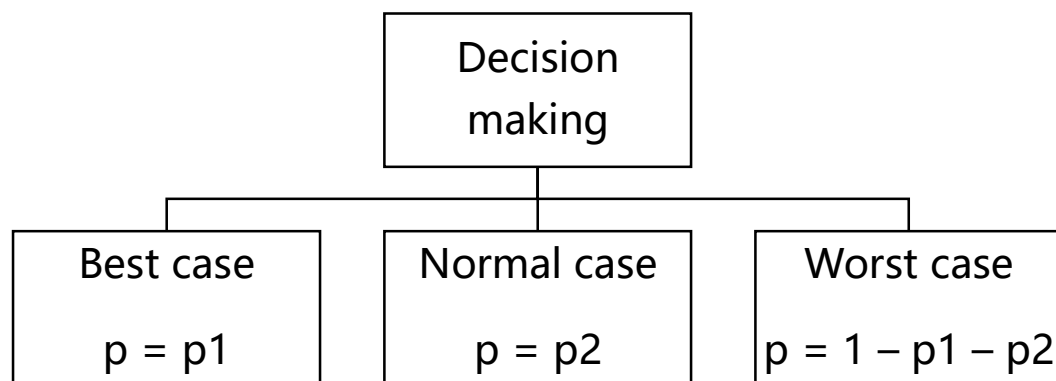 Decision
making
Best case
p = p1
Normal case
p = p2
Worst case
p = 1 – p1 – p2